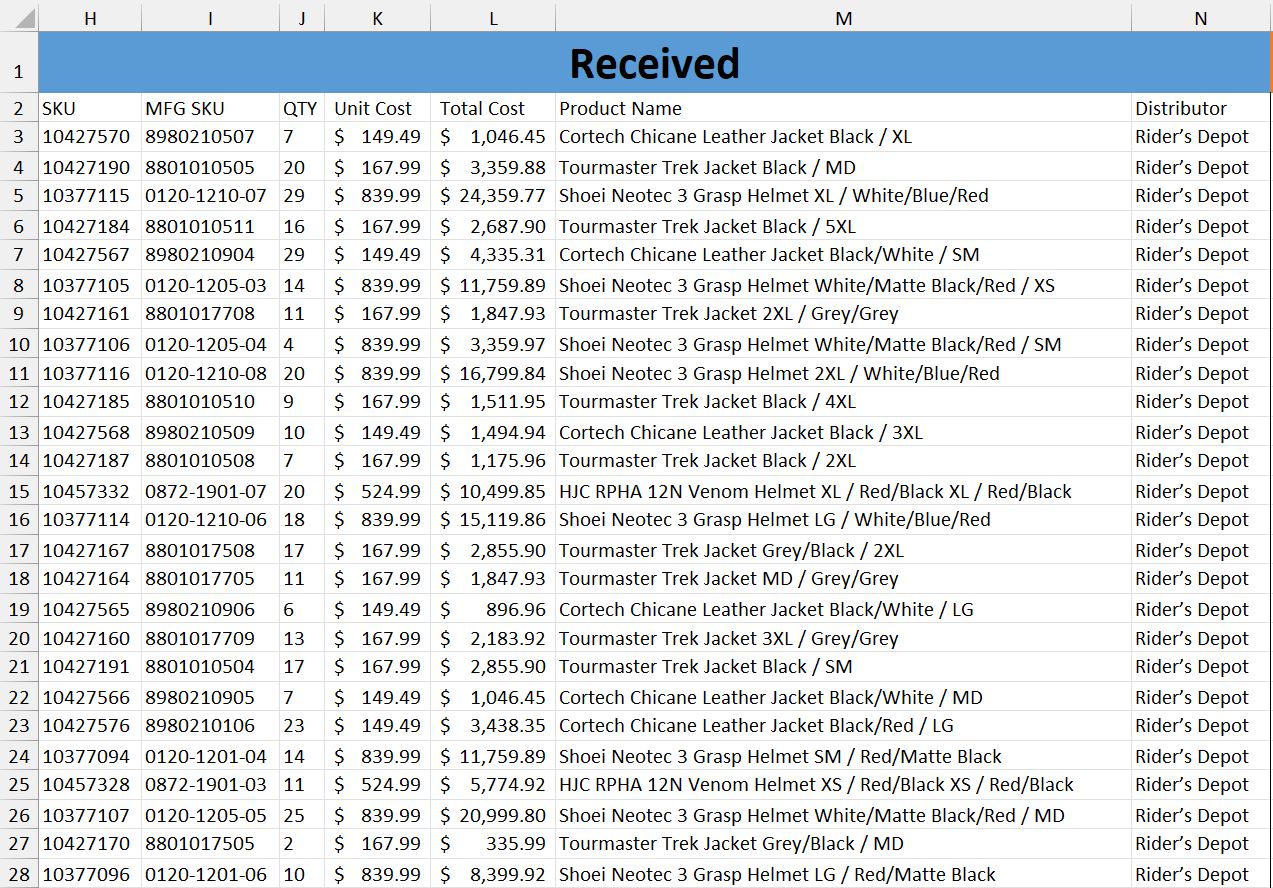 H I J K L M N
1 Received
2 SKU MFG SKU QTY Unit Cost Total Cost Product Name Distributor
3 10427570 8980210507 7 $ 149.49 $ 1,046.45 Cortech Chicane Leather Jacket Black / XL Rider’s Depot
4 10427190 8801010505 20 $ 167.99 $ 3,359.88 Tourmaster Trek Jacket Black / MD Rider’s Depot
5 10377115 0120-1210-07 29 $ 839.99 $ 24,359.77 Shoei Neotec 3 Grasp Helmet XL / White/Blue/Red Rider’s Depot
6 10427184 8801010511 16 $ 167.99 $ 2,687.90 Tourmaster Trek Jacket Black / 5XL Rider’s Depot
7 10427567 8980210904 29 $ 149.49 $ 4,335.31 Cortech Chicane Leather Jacket Black/White / SM Rider’s Depot
8 10377105 0120-1205-03 14 $ 839.99 $ 11,759.89 Shoei Neotec 3 Grasp Helmet White/Matte Black/Red / XS Rider’s Depot
9 10427161 8801017708 11 $ 167.99 $ 1,847.93 Tourmaster Trek Jacket 2XL / Grey/Grey Rider’s Depot
10 10377106 0120-1205-04 4 $ 839.99 $ 3,359.97 Shoei Neotec 3 Grasp Helmet White/Matte Black/Red / SM Rider’s Depot
11 10377116 0120-1210-08 20 $ 839.99 $ 16,799.84 Shoei Neotec 3 Grasp Helmet 2XL / White/Blue/Red Rider’s Depot
12 10427185 8801010510 9 $ 167.99 $ 1,511.95 Tourmaster Trek Jacket Black / 4XL Rider’s Depot
13 10427568 8980210509 10 $ 149.49 $ 1,494.94 Cortech Chicane Leather Jacket Black / 3XL Rider’s Depot
14 10427187 8801010508 7 $ 167.99 $ 1,175.96 Tourmaster Trek Jacket Black / 2XL Rider’s Depot
15 10457332 0872-1901-07 20 $ 524.99 $ 10,499.85 HJC RPHA 12N Venom Helmet XL / Red/Black XL / Red/Black Rider’s Depot
16 10377114 0120-1210-06 18 $ 839.99 $ 15,119.86 Shoei Neotec 3 Grasp Helmet LG / White/Blue/Red Rider’s Depot
17 10427167 8801017508 17 $ 167.99 $ 2,855.90 Tourmaster Trek Jacket Grey/Black / 2XL Rider’s Depot
18 10427164 8801017705 11 $ 167.99 $ 1,847.93 Tourmaster Trek Jacket MD / Grey/Grey Rider’s Depot
19 10427565 8980210906 6 $ 149.49 $ 896.96 Cortech Chicane Leather Jacket Black/White / LG Rider’s Depot
20 10427160 8801017709 13 $ 167.99 $ 2,183.92 Tourmaster Trek Jacket 3XL / Grey/Grey Rider’s Depot
21 10427191 8801010504 17 $ 167.99 $ 2,855.90 Tourmaster Trek Jacket Black / SM Rider’s Depot
22 10427566 8980210905 7 $ 149.49 $ 1,046.45 Cortech Chicane Leather Jacket Black/White / MD Rider’s Depot
23 10427576 8980210106 23 $ 149.49 $ 3,438.35 Cortech Chicane Leather Jacket Black/Red / LG Rider’s Depot
24 10377094 0120-1201-04 14 $ 839.99 $ 11,759.89 Shoei Neotec 3 Grasp Helmet SM / Red/Matte Black Rider’s Depot
25 10457328 0872-1901-03 11 $ 524.99 $ 5,774.92 HJC RPHA 12N Venom Helmet XS / Red/Black XS / Red/Black Rider’s Depot
26 10377107 0120-1205-05 25 $ 839.99 $ 20,999.80 Shoei Neotec 3 Grasp Helmet White/Matte Black/Red / MD Rider’s Depot
27 10427170 8801017505 2 $ 167.99 $ 335.99 Tourmaster Trek Jacket Grey/Black / MD Rider’s Depot
28 10377096 0120-1201-06 10 $ 839.99 $ 8,399.92 Shoei Neotec 3 Grasp Helmet LG / Red/Matte Black Rider’s Depot